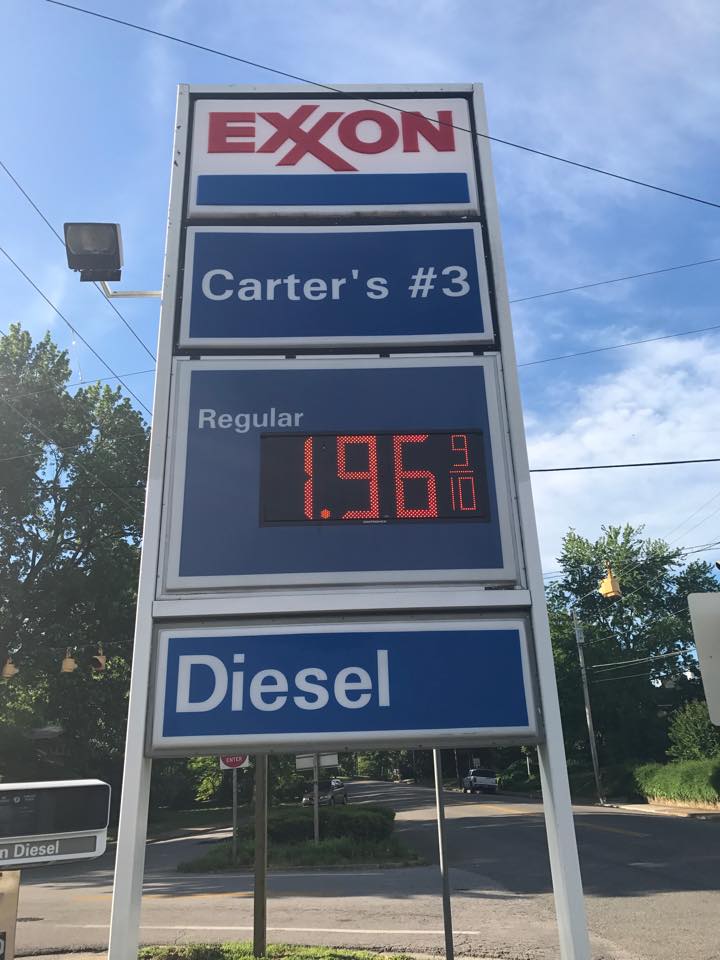 EXXON
Carter's #3
Regular
1.96 9/10
Diesel
ENTER
n Diesel